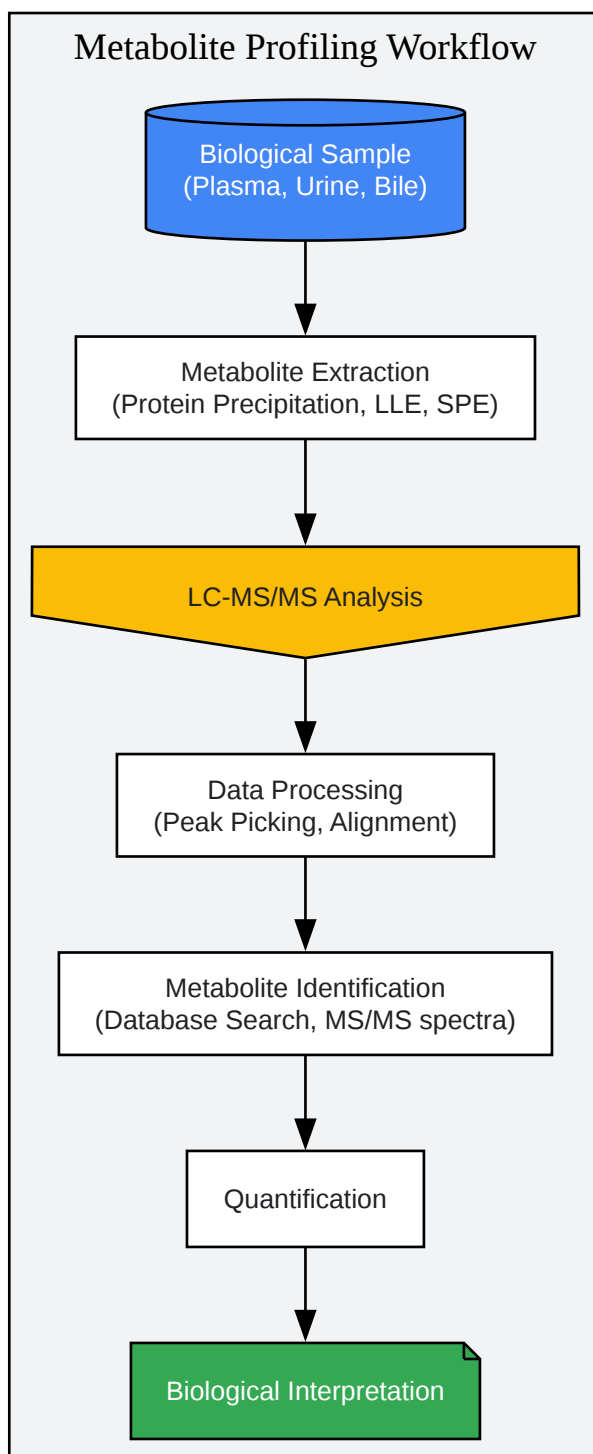 Metabolite Profiling Workflow
Biological Sample
(Plasma, Urine, Bile)
Metabolite Extraction
(Protein Precipitation, LLE, SPE)
LC-MS/MS Analysis
Data Processing
(Peak Picking, Alignment)
Metabolite Identification
(Database Search, MS/MS spectra)
Quantification
Biological Interpretation